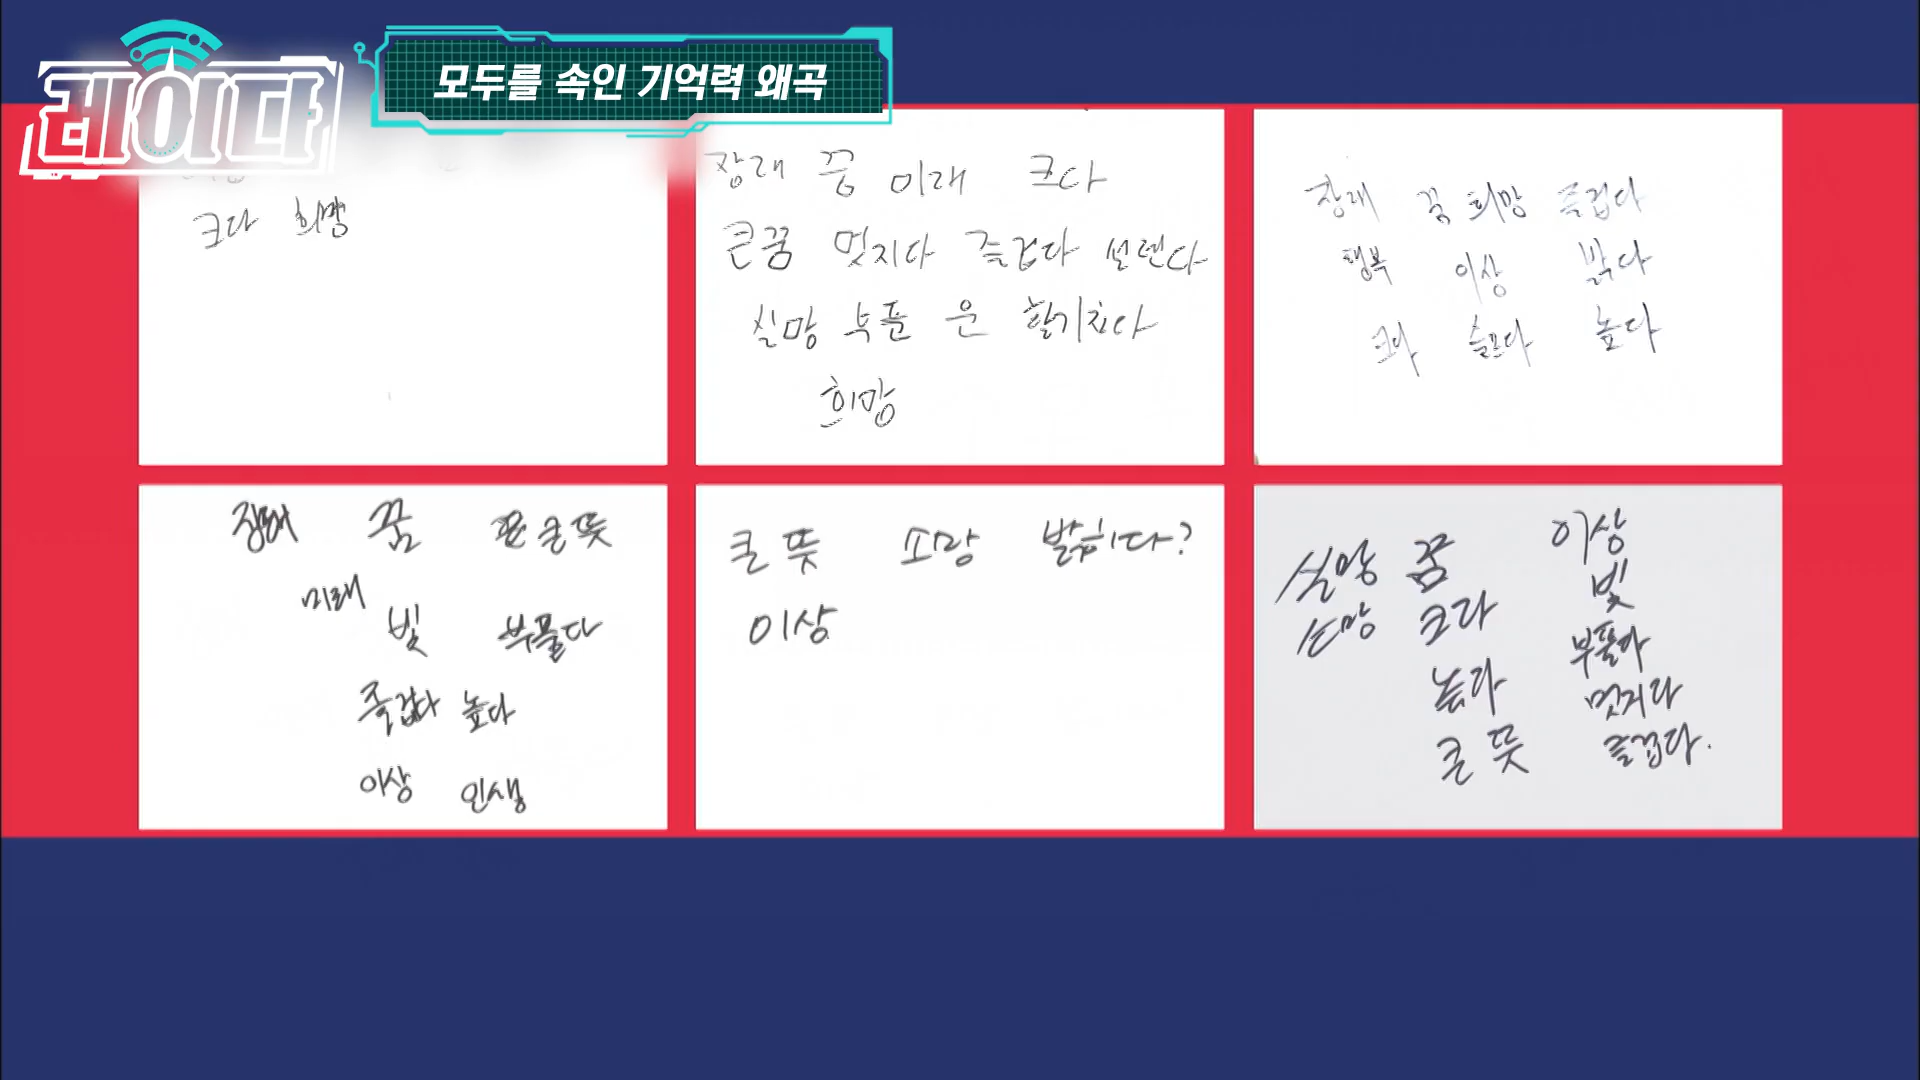 레이다
모두를 속인 기억력 왜곡
크다 희망
장래 꿈 미래 크다
큰꿈 멋지다 즐겁다 설렌다
실망 부푼 운 활기차다
희망
장래 꿈 희망 즐겁다
행복 이상 밝다
크다 슬프다 높다
장래 꿈 큰 뜻
미래
빛 부풀다
즐겁다 높다
이상 인생
큰 뜻 소망 밝히다?
이상
실망 꿈 이상
소망 크다 빛
높다 부풀다
큰 뜻 멋지다
즐겁다.